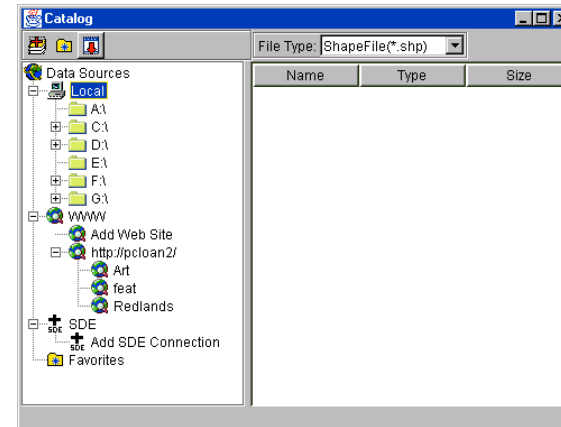 Catalog
File Type: ShapeFile(*.shp)
Name Type Size
Data Sources
Local
A:\
C:\
D:\
E:\
F:\
G:\
WWW
Add Web Site
http://pcloan2/
Art
feat
Redlands
SDE
SDE
SDE Add SDE Connection
Favorites